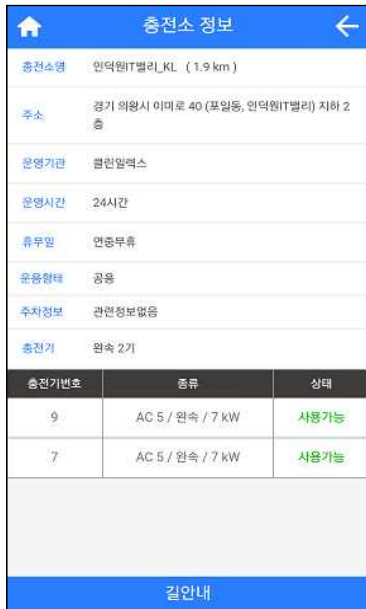 충전소 정보
충전소명 인덕원IT밸리_KL ( 1.9 km )
주소 경기 의왕시 이미로 40 (포일동, 인덕원IT밸리) 지하 2
층
운영기관 클린일렉스
운영시간 24시간
휴무일 연중무휴
운용형태 공용
주차정보 관련정보없음
충전기 완속 2기
충전기번호 종류 상태
9 AC 5 / 완속 / 7 kW 사용가능
7 AC 5 / 완속 / 7 kW 사용가능
길안내